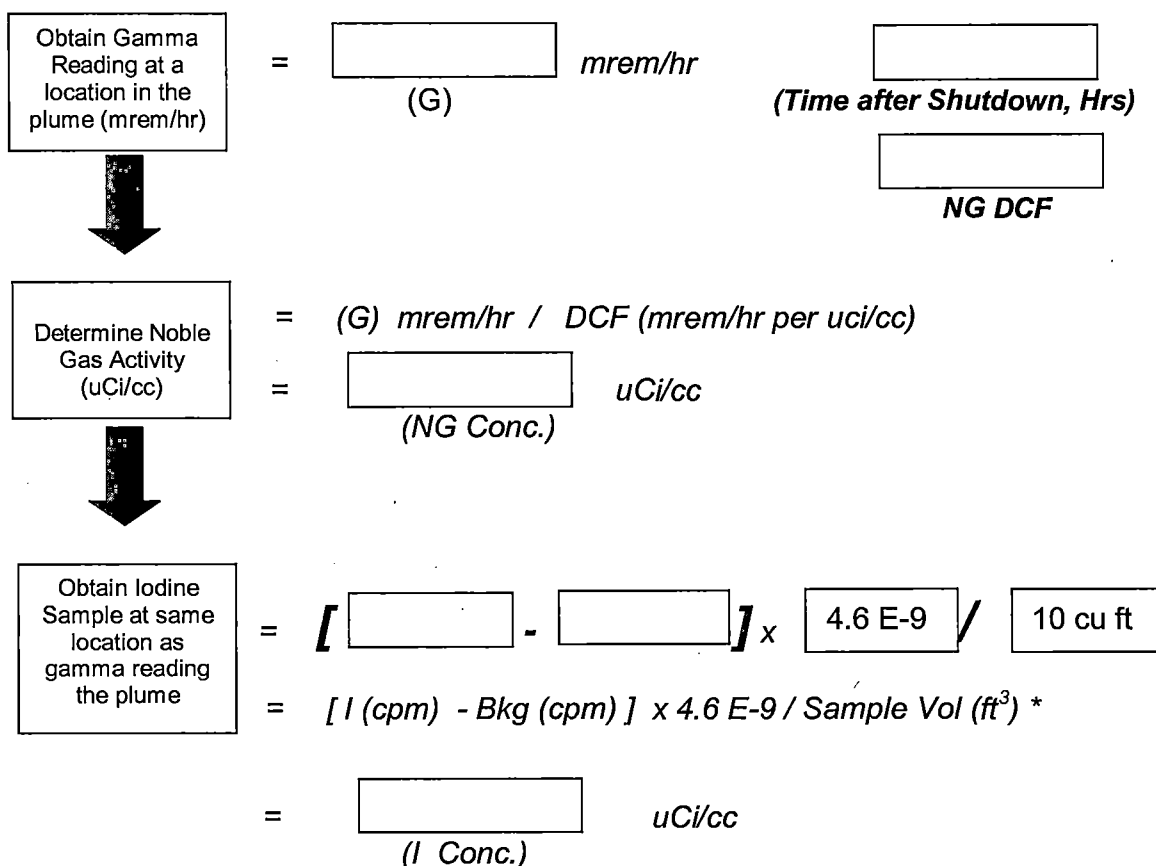 Obtain Gamma
Reading at a
location in the
plume (mrem/hr)
= mrem/hr
(G)
(Time after Shutdown, Hrs)
NG DCF
Determine Noble
Gas Activity
(uCi/cc)
= (G) mrem/hr / DCF (mrem/hr per uci/cc)
= uCi/cc
(NG Conc.)
Obtain Iodine
Sample at same
location as
gamma reading
the plume
= [ - ] x 4.6 E-9 / 10 cu ft
= [ I (cpm) - Bkg (cpm) ] x 4.6 E-9 / Sample Vol (ft³) *
= uCi/cc
(I Conc.)